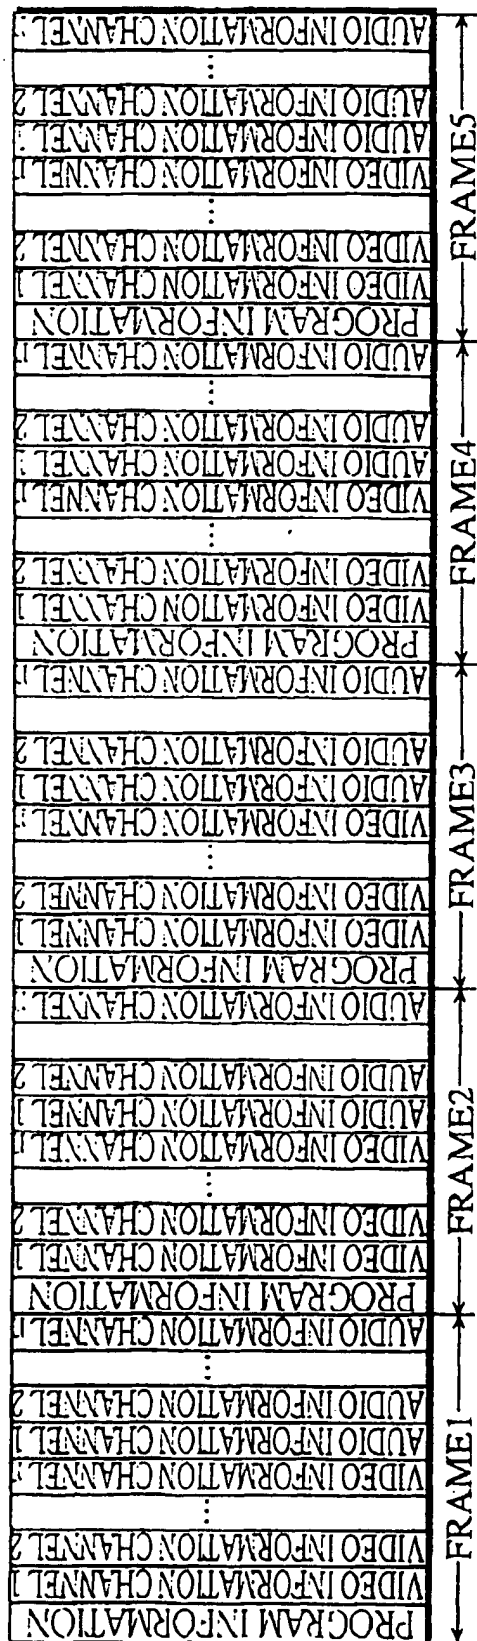 FRAME1
PROGRAM INFORMATION
VIDEO INFORMATION CHANNEL 1
VIDEO INFORMATION CHANNEL 2
...
VIDEO INFORMATION CHANNEL
AUDIO INFORMATION CHANNEL 1
AUDIO INFORMATION CHANNEL 2
...
AUDIO INFORMATION CHANNEL n
FRAME2
PROGRAM INFORMATION
VIDEO INFORMATION CHANNEL 1
VIDEO INFORMATION CHANNEL 2
...
VIDEO INFORMATION CHANNEL n
AUDIO INFORMATION CHANNEL 1
AUDIO INFORMATION CHANNEL 2
AUDIO INFORMATION CHANNEL
FRAME3
PROGRAM INFORMATION
VIDEO INFORMATION CHANNEL 1
VIDEO INFORMATION CHANNEL 2
...
VIDEO INFORMATION CHANNEL
AUDIO INFORMATION CHANNEL 1
AUDIO INFORMATION CHANNEL 2
AUDIO INFORMATION CHANNEL n
FRAME4
PROGRAM INFORMATION
VIDEO INFORMATION CHANNEL 1
VIDEO INFORMATION CHANNEL 2
...
VIDEO INFORMATION CHANNEL n
AUDIO INFORMATION CHANNEL
AUDIO INFORMATION CHANNEL 2
...
AUDIO INFORMATION CHANNEL n
FRAME5
PROGRAM INFORMATION
VIDEO INFORMATION CHANNEL 1
VIDEO INFORMATION CHANNEL 2
...
VIDEO INFORMATION CHANNEL n
AUDIO INFORMATION CHANNEL
AUDIO INFORMATION CHANNEL 2
...
AUDIO INFORMATION CHANNEL